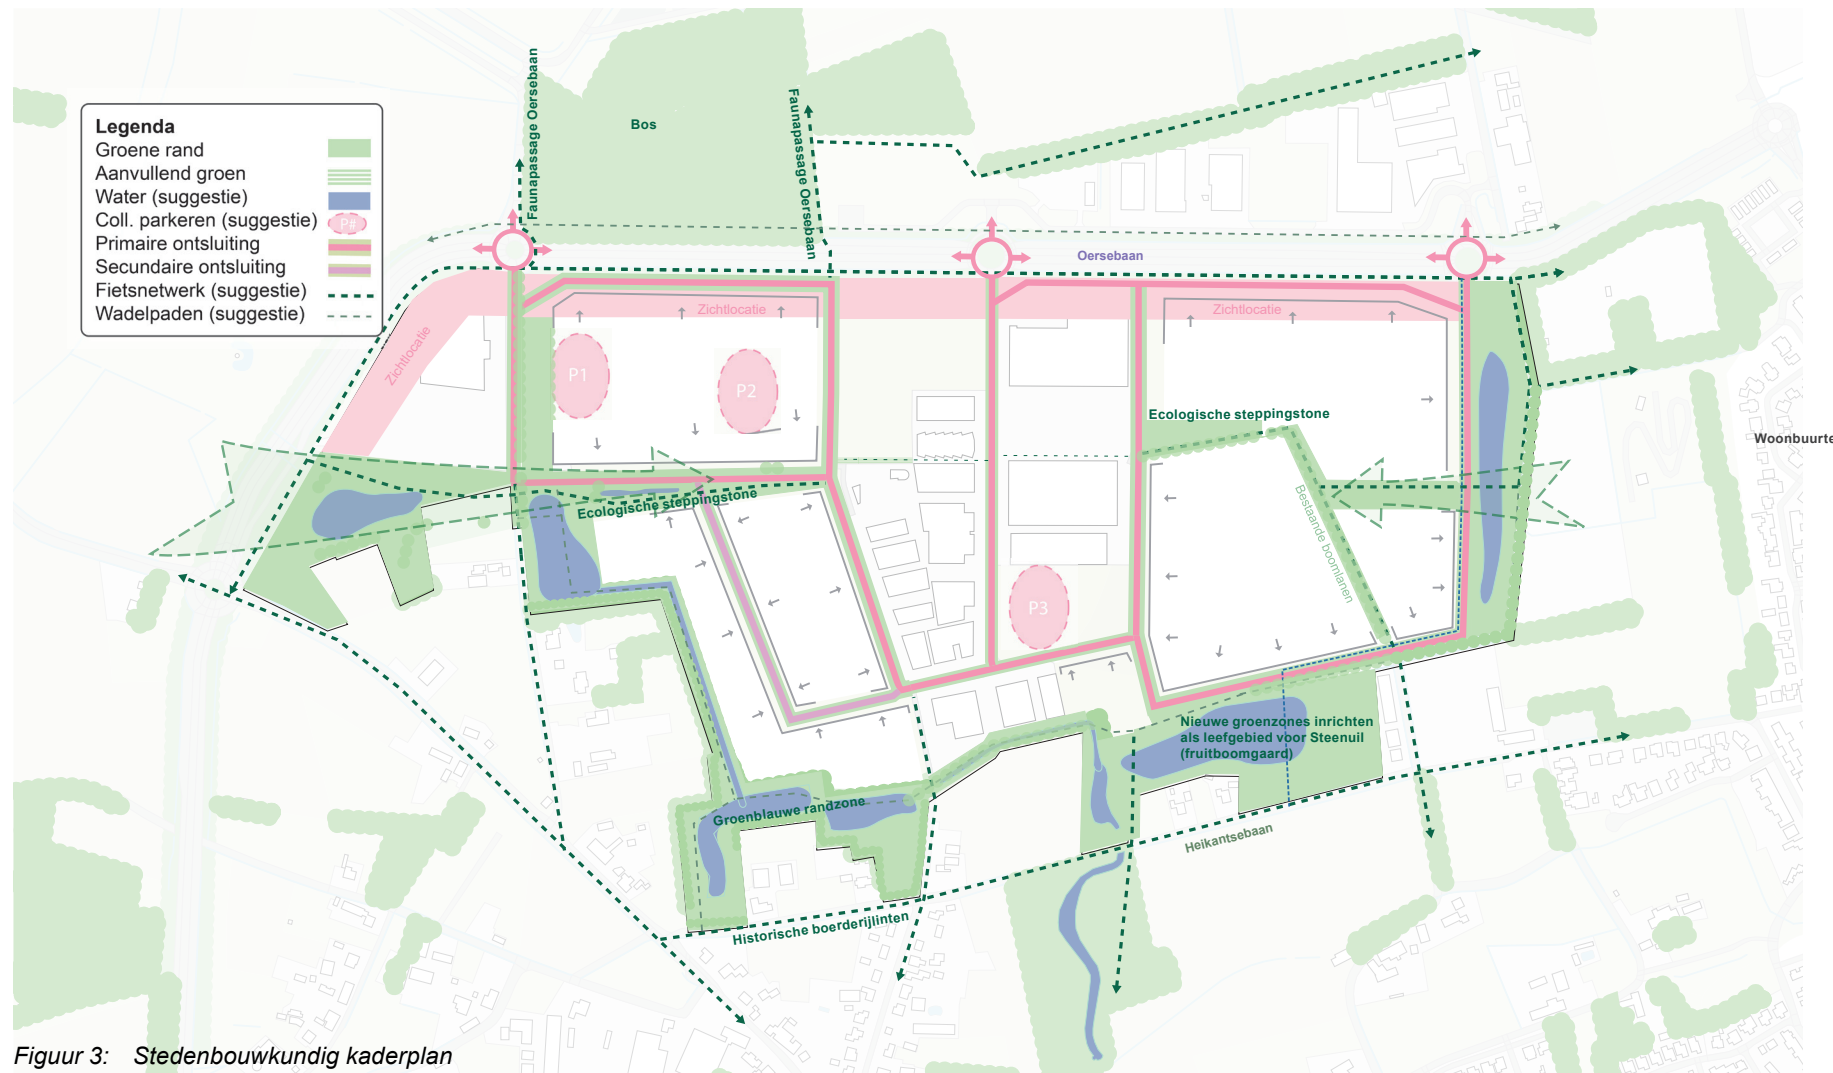 Faunapassage Oersebaan
Bos
Faunapassage Oersebaan
Legenda
Groene rand
Aanvullend groen
Water (suggestie)
Coll. parkeren (suggestie)
P#
Primaire ontsluiting
Secundaire ontsluiting
Fietsnetwerk (suggestie)
Wadelpaden (suggestie)
Oersebaan
Zichtlocatie
Zichtlocatie
Zichtlocatie
P1
P2
Ecologische steppingstone
Woonbuurte
Ecologische steppingstone
Bestaande boomlanen
P3
Nieuwe groenzones inrichten
als leefgebied voor Steenuil
(fruitboomgaard)
Groenblauwe randzone
Heikantsebaan
Historische boerderijlinten
Figuur 3: Stedenbouwkundig kaderplan